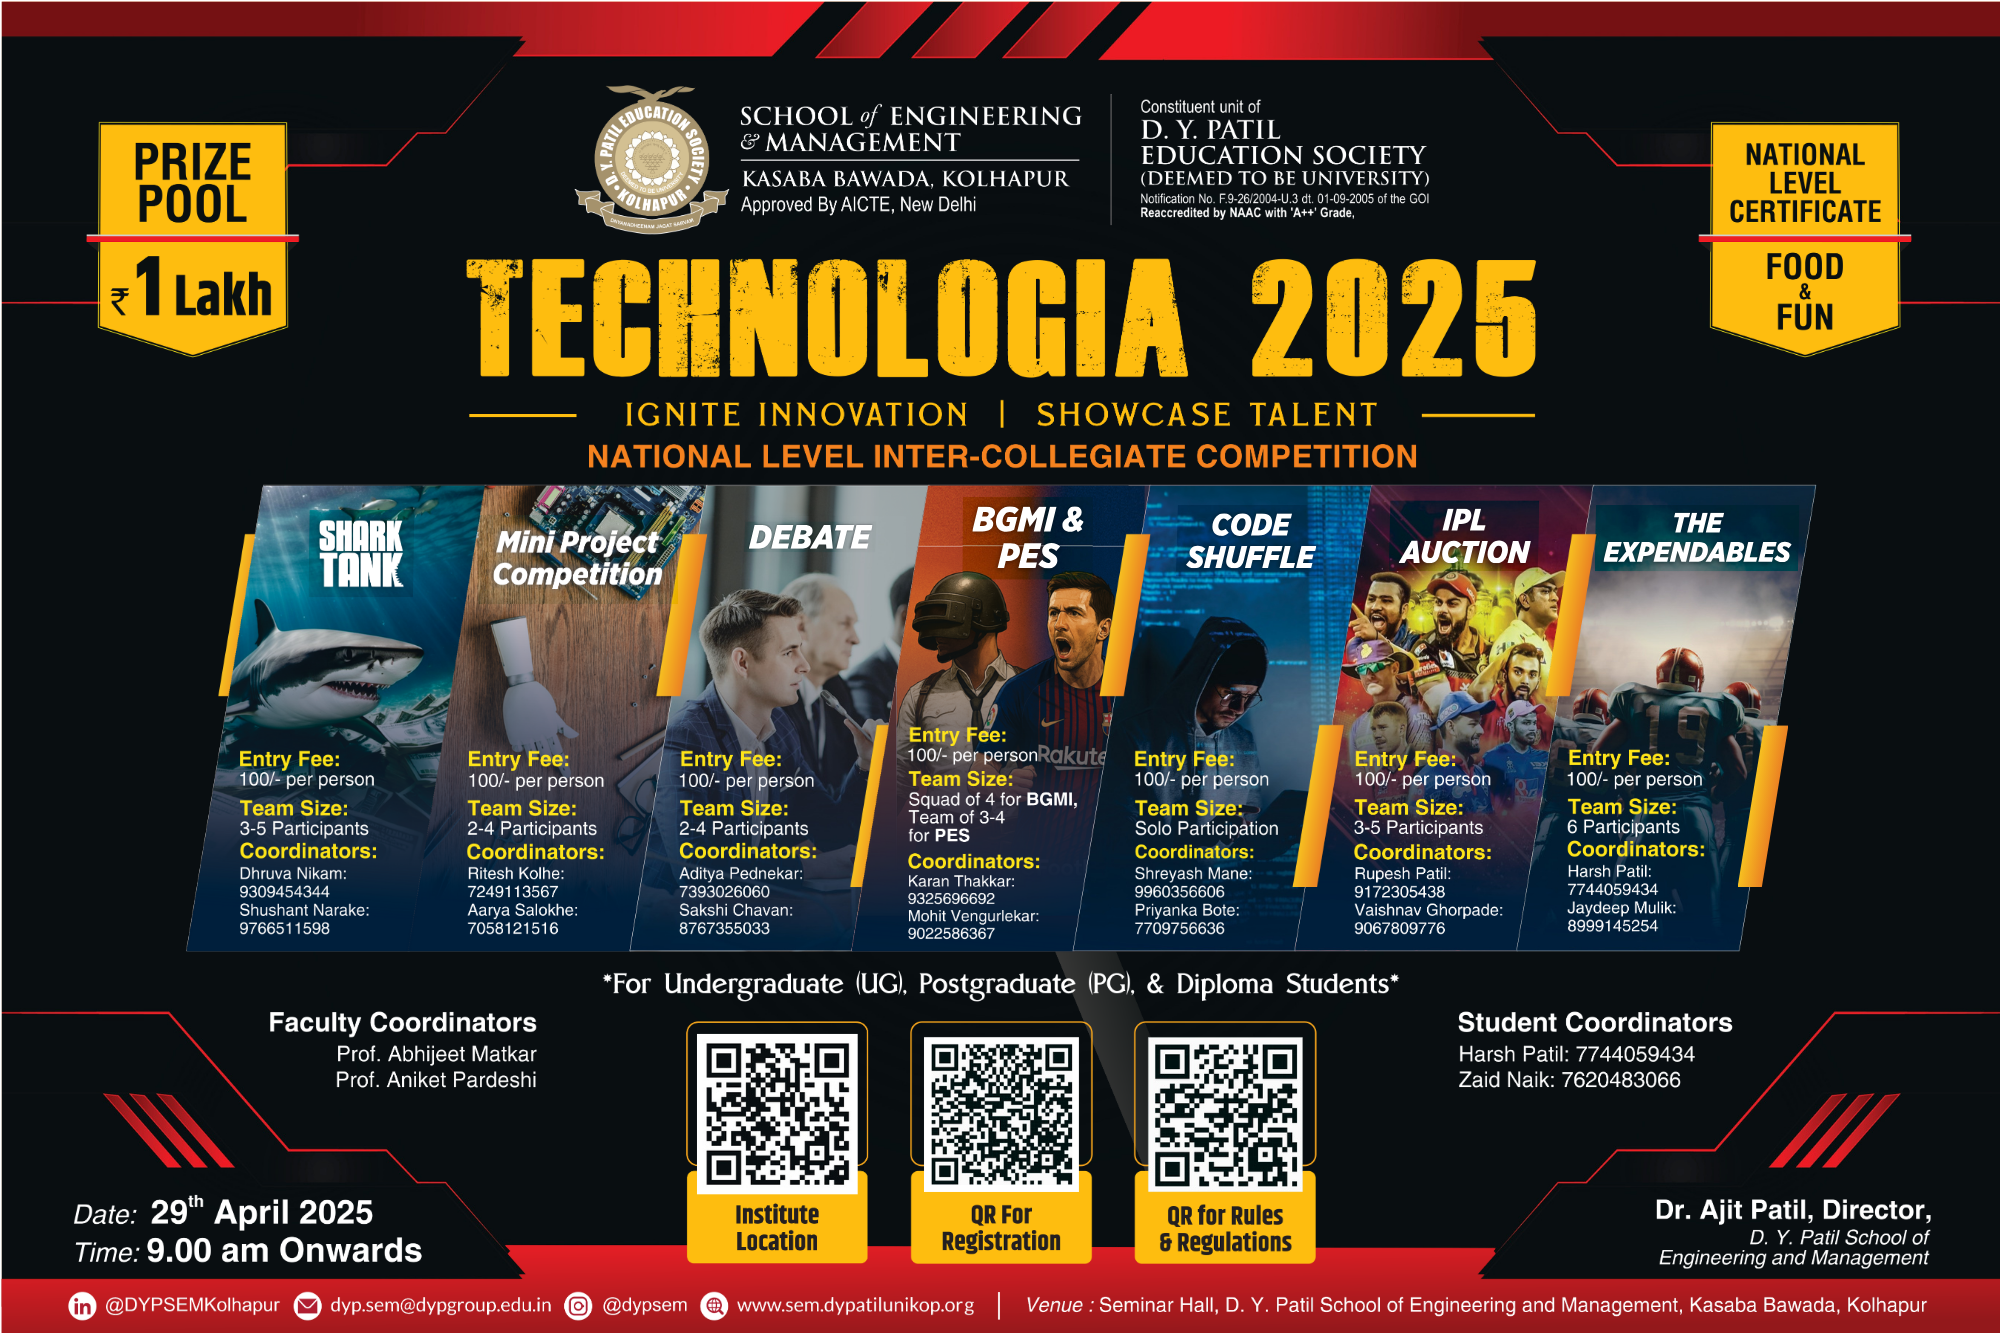 PRIZE
POOL
₹ 1 Lakh
D. Y. PATIL EDUCATION SOCIETY
DEEMED TO BE UNIVERSITY
KOLHAPUR
DNYANADHEENAM JAGAT SARVAM
SCHOOL of ENGINEERING
& MANAGEMENT
KASABA BAWADA, KOLHAPUR
Approved By AICTE, New Delhi
Constituent unit of
D. Y. PATIL
EDUCATION SOCIETY
(DEEMED TO BE UNIVERSITY)
Notification No. F.9-26/2004-U.3 dt. 01-09-2005 of the GOI
Reaccredited by NAAC with 'A++' Grade,
NATIONAL
LEVEL
CERTIFICATE
FOOD
&
FUN
TECHNOLOGIA 2025
IGNITE INNOVATION | SHOWCASE TALENT
NATIONAL LEVEL INTER-COLLEGIATE COMPETITION
SHARK
TANK
Entry Fee:
100/- per person
Team Size:
3-5 Participants
Coordinators:
Dhruva Nikam:
9309454344
Shushant Narake:
9766511598
Mini Project
Competition
Entry Fee:
100/- per person
Team Size:
2-4 Participants
Coordinators:
Ritesh Kolhe:
7249113567
Aarya Salokhe:
7058121516
DEBATE
Entry Fee:
100/- per person
Team Size:
2-4 Participants
Coordinators:
Aditya Pednekar:
7393026060
Sakshi Chavan:
8767355033
BGMI &
PES
Rakute
Entry Fee:
100/- per person
Team Size:
Squad of 4 for BGMI,
Team of 3-4
for PES
Coordinators:
Karan Thakkar:
9325696692
Mohit Vengurlekar:
9022586367
CODE
SHUFFLE
Entry Fee:
100/- per person
Team Size:
Solo Participation
Coordinators:
Shreyash Mane:
9960356606
Priyanka Bote:
7709756636
IPL
AUCTION
Entry Fee:
100/- per person
Team Size:
3-5 Participants
Coordinators:
Rupesh Patil:
9172305438
Vaishnav Ghorpade:
9067809776
THE
EXPENDABLES
19
Entry Fee:
100/- per person
Team Size:
6 Participants
Coordinators:
Harsh Patil:
7744059434
Jaydeep Mulik:
8999145254
*For Undergraduate (UG), Postgraduate (PG), & Diploma Students*
Faculty Coordinators
Prof. Abhijeet Matkar
Prof. Aniket Pardeshi
Student Coordinators
Harsh Patil: 7744059434
Zaid Naik: 7620483066
Institute
Location
QR For
Registration
QR for Rules
& Regulations
Date: 29th April 2025
Time: 9.00 am Onwards
Dr. Ajit Patil, Director,
D. Y. Patil School of
Engineering and Management
in @DYPSEMKolhapur dyp.sem@dypgroup.edu.in @dypsem www.sem.dypatilunikop.org | Venue : Seminar Hall, D. Y. Patil School of Engineering and Management, Kasaba Bawada, Kolhapur